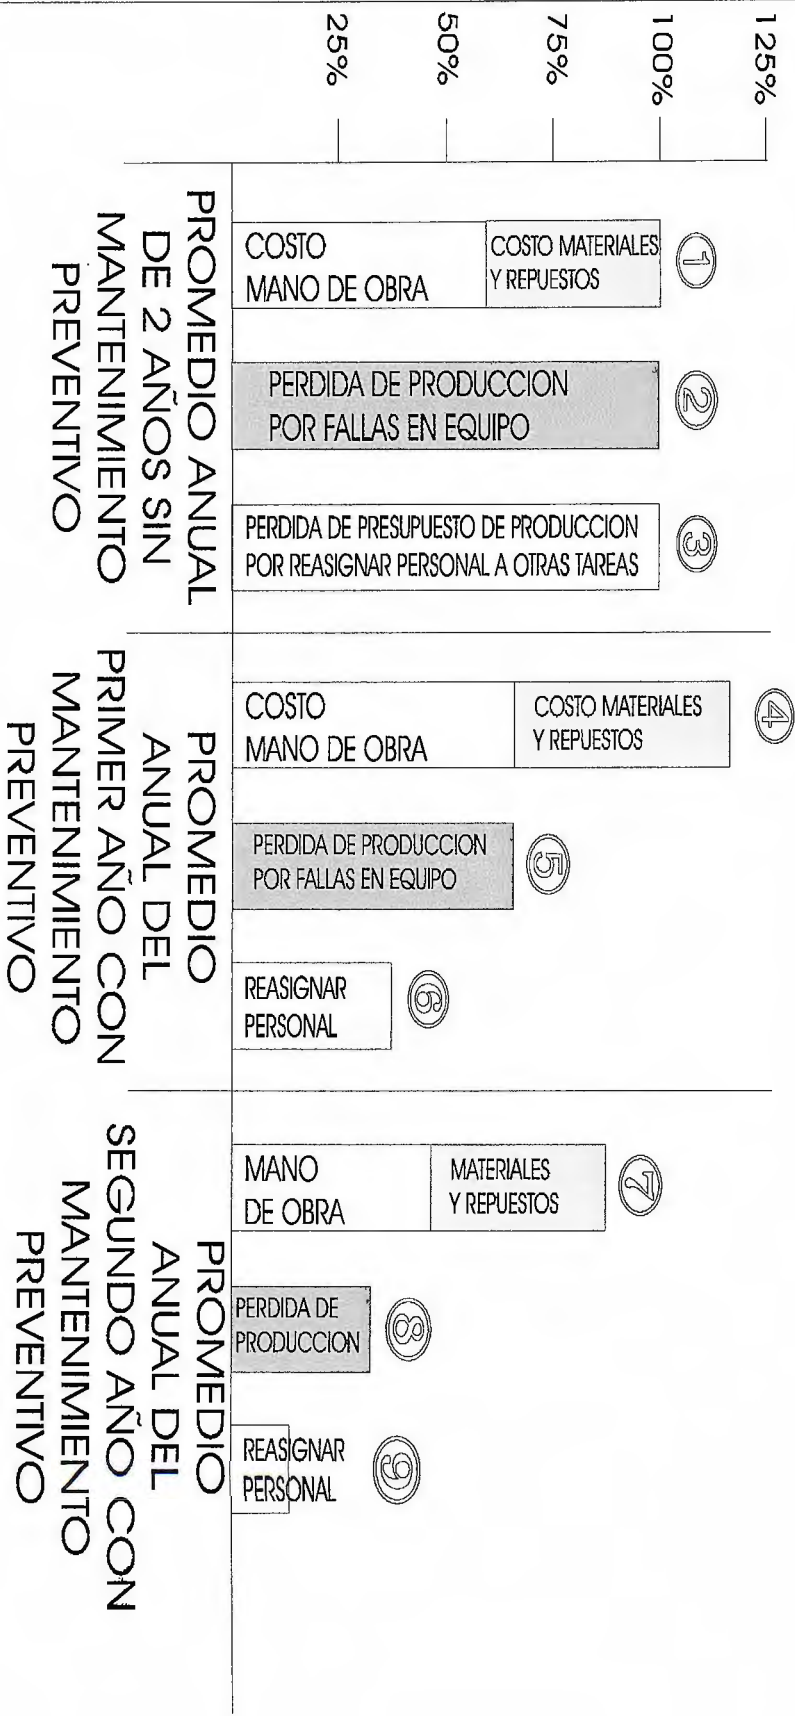 125%
100%
75%
50%
25%
1
COSTO
MANO DE OBRA
COSTO MATERIALES
Y REPUESTOS
2
PERDIDA DE PRODUCCION
POR FALLAS EN EQUIPO
3
PERDIDA DE PRESUPUESTO DE PRODUCCION
POR REASIGNAR PERSONAL A OTRAS TAREAS
PROMEDIO ANUAL
DE 2 AÑOS SIN
MANTENIMIENTO
PREVENTIVO
4
COSTO
MANO DE OBRA
COSTO MATERIALES
Y REPUESTOS
5
PERDIDA DE PRODUCCION
POR FALLAS EN EQUIPO
6
REASIGNAR
PERSONAL
PROMEDIO
ANUAL DEL
PRIMER AÑO CON
MANTENIMIENTO
PREVENTIVO
7
MANO
DE OBRA
MATERIALES
Y REPUESTOS
8
PERDIDA DE
PRODUCCION
9
REASIGNAR
PERSONAL
PROMEDIO
ANUAL DEL
SEGUNDO AÑO CON
MANTENIMIENTO
PREVENTIVO